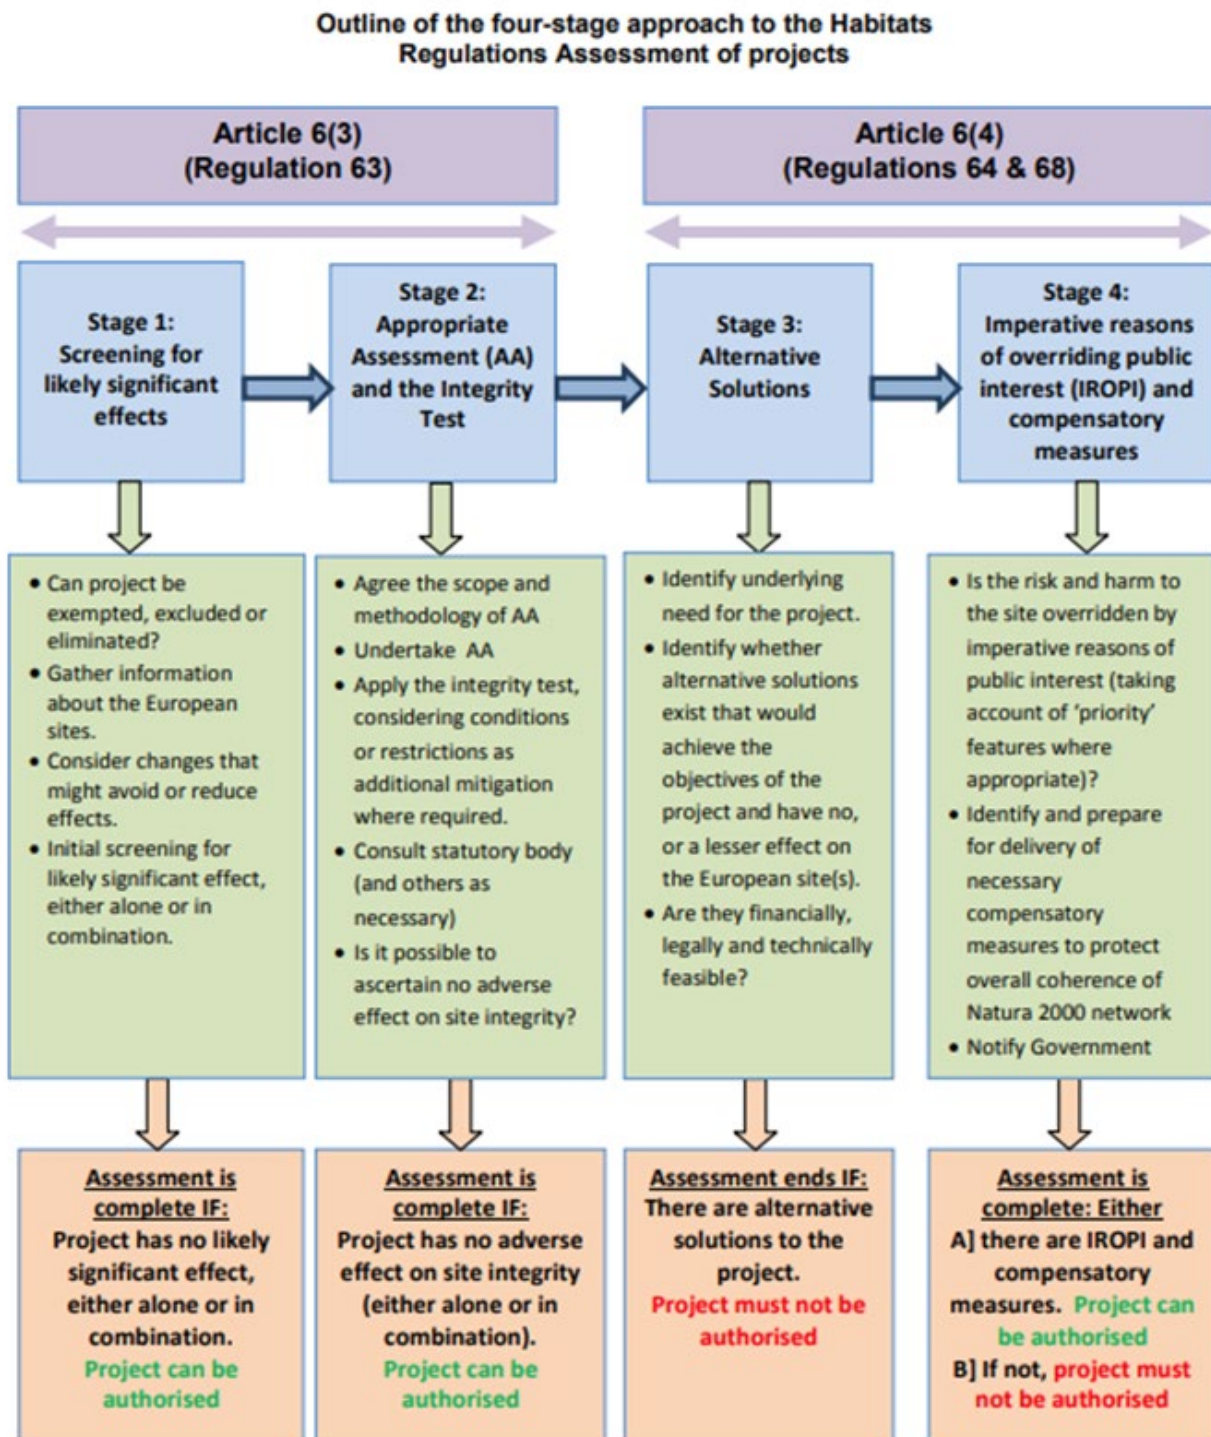 Outline of the four-stage approach to the Habitats
Regulations Assessment of projects
Article 6(3)
(Regulation 63)
Article 6(4)
(Regulations 64 & 68)
Stage 1:
Screening for
likely significant
effects
Stage 2:
Appropriate
Assessment (AA)
and the Integrity
Test
Stage 3:
Alternative
Solutions
Stage 4:
Imperative reasons
of overriding public
interest (IROPI) and
compensatory
measures
• Can project be
exempted, excluded or
eliminated?
• Gather information
about the European
sites.
• Consider changes that
might avoid or reduce
effects.
• Initial screening for
likely significant effect,
either alone or in
combination.
• Agree the scope and
methodology of AA
• Undertake AA
• Apply the integrity test,
considering conditions
or restrictions as
additional mitigation
where required.
• Consult statutory body
(and others as
necessary)
• Is it possible to
ascertain no adverse
effect on site integrity?
• Identify underlying
need for the project.
• Identify whether
alternative solutions
exist that would
achieve the
objectives of the
project and have no,
or a lesser effect on
the European site(s).
• Are they financially,
legally and technically
feasible?
• Is the risk and harm to
the site overridden by
imperative reasons of
public interest (taking
account of ‘priority’
features where
appropriate)?
• Identify and prepare
for delivery of
necessary
compensatory
measures to protect
overall coherence of
Natura 2000 network
• Notify Government
Assessment is
complete IF:
Project has no likely
significant effect,
either alone or in
combination.
Project can be
authorised
Assessment is
complete IF:
Project has no adverse
effect on site integrity
(either alone or in
combination).
Project can be
authorised
Assessment ends IF:
There are alternative
solutions to the
project.
Project must not be
authorised
Assessment is
complete: Either
A] there are IROPI and
compensatory
measures. Project can
be authorised
B] If not, project must
not be authorised